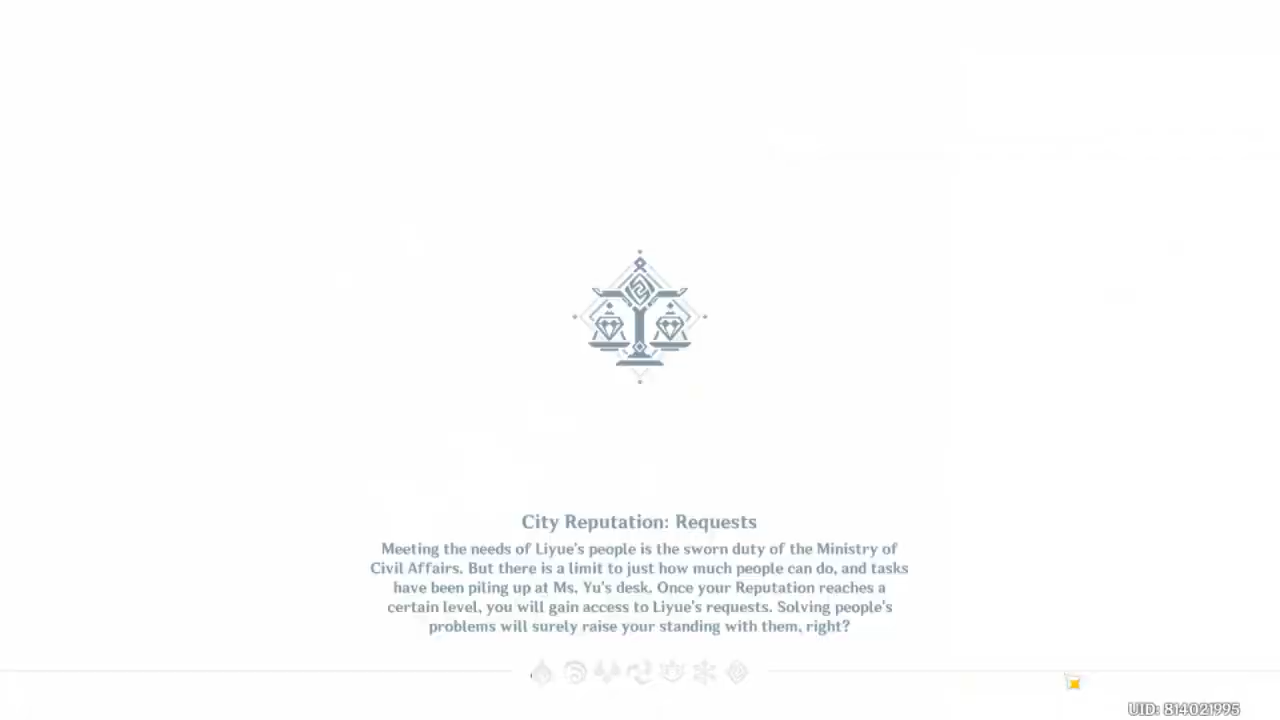 City Reputation: Requests
Meeting the needs of Liyue's people is the sworn duty of the Ministry of
Civil Affairs. But there is a limit to just how much people can do, and tasks
have been piling up at Ms. Yu's desk. Once your Reputation reaches a
certain level, you will gain access to Liyue's requests. Solving people's
problems will surely raise your standing with them, right?
UID: 814021995